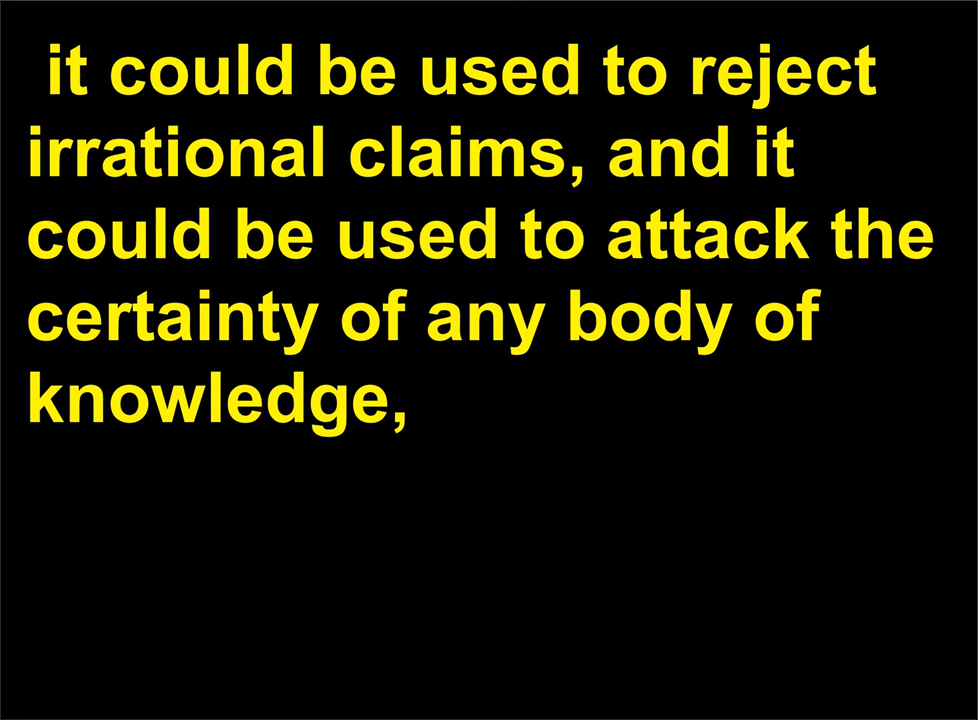 it could be used to reject
irrational claims, and it
could be used to attack the
certainty of any body of
knowledge,